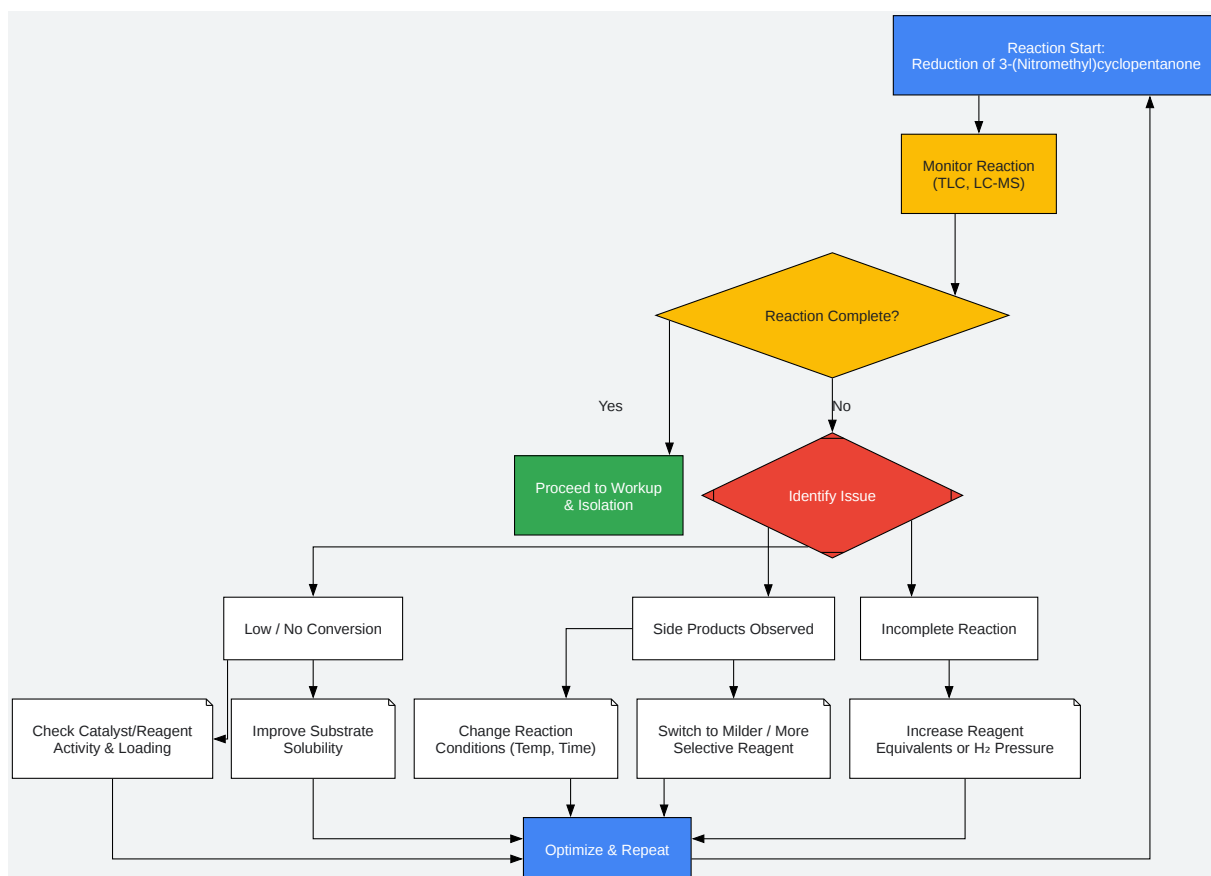 Reaction Start:
Reduction of 3-(Nitromethyl)cyclopentanone
Monitor Reaction
(TLC, LC-MS)
Reaction Complete?
Yes
No
Proceed to Workup
& Isolation
Identify Issue
Low / No Conversion
Side Products Observed
Incomplete Reaction
Check Catalyst/Reagent
Activity & Loading
Improve Substrate
Solubility
Change Reaction
Conditions (Temp, Time)
Switch to Milder / More
Selective Reagent
Increase Reagent
Equivalents or H₂ Pressure
Optimize & Repeat